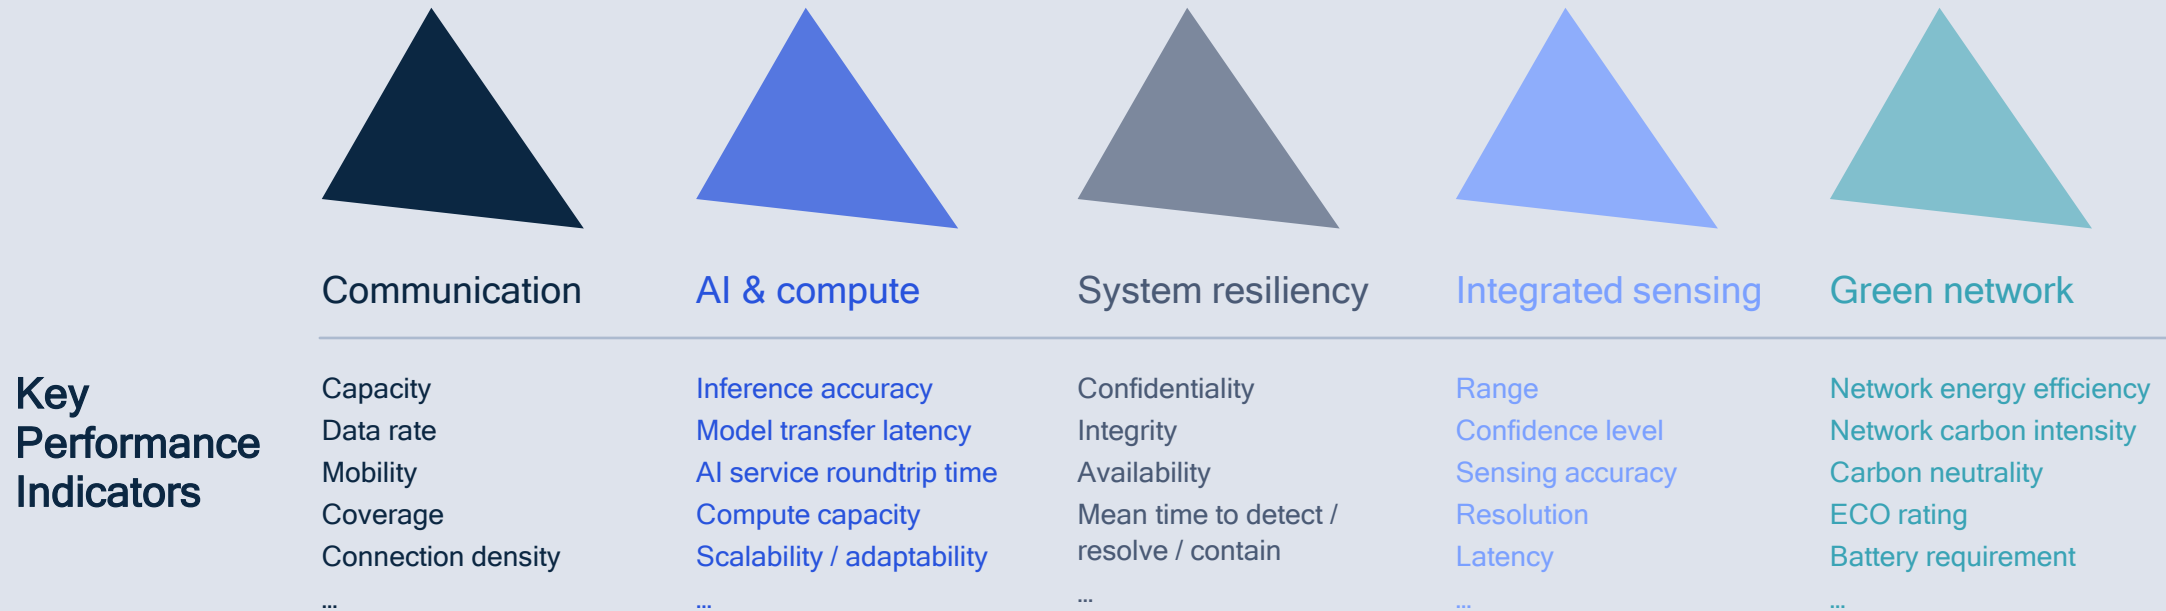 Communication
AI & compute
System resiliency
Integrated sensing
Green network
Key
Performance
Indicators
Capacity
Data rate
Mobility
Coverage
Connection density
...
Inference accuracy
Model transfer latency
AI service roundtrip time
Compute capacity
Scalability / adaptability
...
Confidentiality
Integrity
Availability
Mean time to detect /
resolve / contain
...
Range
Confidence level
Sensing accuracy
Resolution
Latency
...
Network energy efficiency
Network carbon intensity
Carbon neutrality
ECO rating
Battery requirement
...